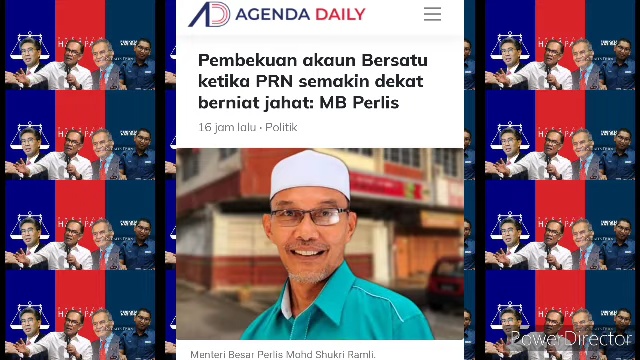 AGENDA DAILY
Pembekuan akaun Bersatu
ketika PRN semakin dekat
berniat jahat: MB Perlis
16 jam lalu • Politik
Menteri Besar Perlis Mohd Shukri Ramli.
PowerDirector